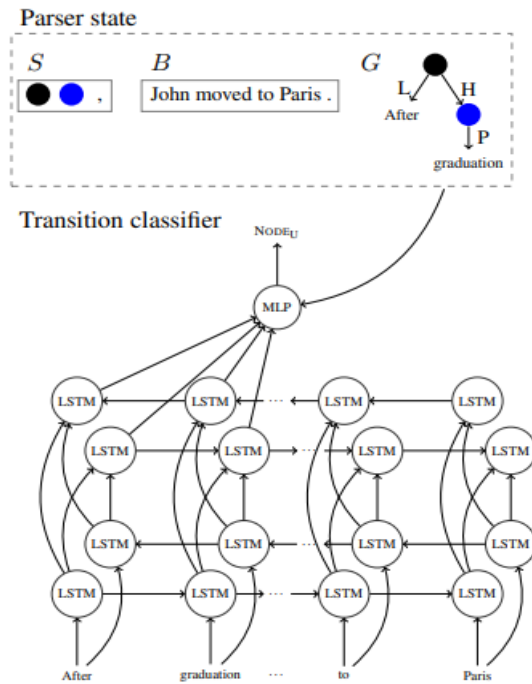 Parser state
S B G
, John moved to Paris .
L H
After
P
graduation
Transition classifier
NODEU
MLP
LSTM LSTM ... LSTM LSTM
LSTM LSTM ... LSTM LSTM
LSTM LSTM ... LSTM LSTM
LSTM LSTM ... LSTM LSTM
After graduation ... to Paris